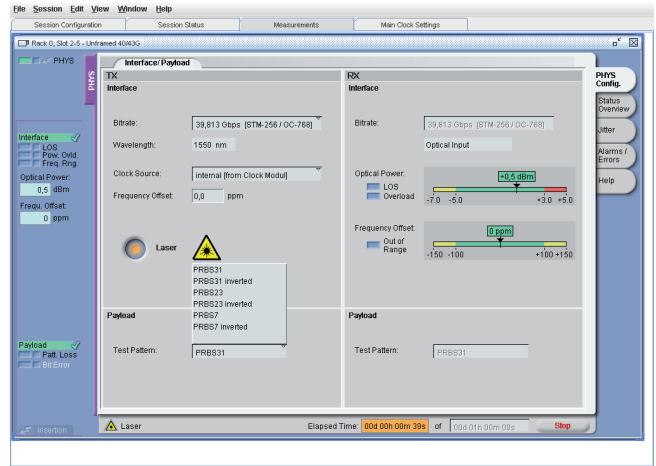 File Session Edit View Window Help
Session Configuration Session Status Measurements Main Clock Settings
Rack 0, Slot 2-5 - Unframed 40/43G
PHYS
PHYS
Interface
LOS
Pow. Ovld.
Freq. Rng.
Optical Power:
0,5 dBm
Frequ. Offset:
0 ppm
Payload
Patt. Loss
Bit Error
Insertion
Interface/Payload
TX
Interface
Bitrate: 39,813 Gbps [STM-256 / OC-768]
Wavelength: 1550 nm
Clock Source: internal [from Clock Modul]
Frequency Offset: 0,0 ppm
Laser
PRBS31
PRBS31 inverted
PRBS23
PRBS23 inverted
PRBS7
PRBS7 inverted
Payload
Test Pattern: PRBS31
RX
Interface
Bitrate: 39,813 Gbps [STM-256 / OC-768]
Optical Input
Optical Power: +0,5 dBm
LOS
Overload
-7.0 -5.0 +3.0 +5.0
Frequency Offset: 0 ppm
Out of
Range
-150 -100 +100 +150
Payload
Test Pattern: PRBS31
PHYS
Config.
Status
Overview
Jitter
Alarms /
Errors
Help
Laser Elapsed Time: 00d 00h 00m 39s of 00d 01h 00m 00s Stop